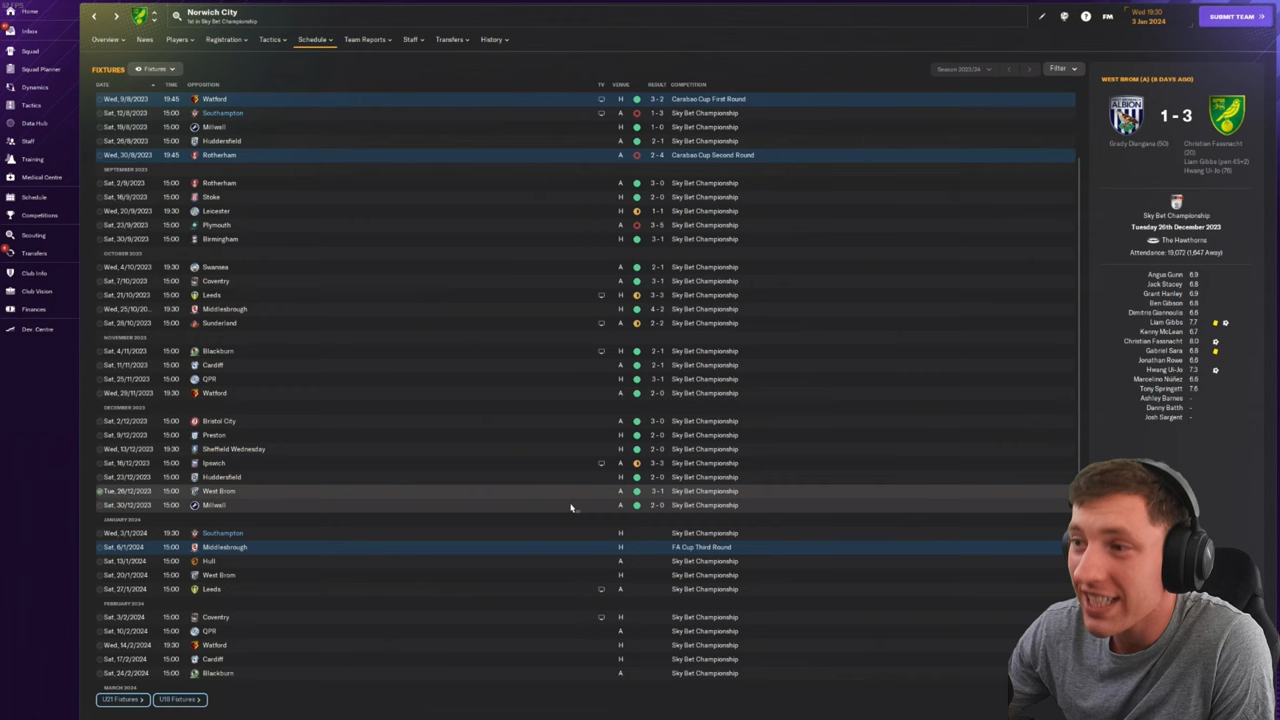 Home
Norwich City
1st in Sky Bet Championship
FM
Wed 19:30
3 Jan 2024
SUBMIT TEAM
Inbox
Overview
News
Players
Registration
Tactics
Schedule
Team Reports
Staff
Transfers
History
Squad
Squad Planner
Dynamics
Tactics
Data Hub
Staff
Training
Medical Centre
Schedule
Competitions
Scouting
Transfers
Club Info
Club Vision
Finances
Dev. Centre
FIXTURES
Fixtures
Season 2023/24
Filter
DATE TIME OPPOSITION TV VENUE RESULT COMPETITION
Wed, 9/8/2023 19:45 Watford H 3 - 2 Carabao Cup First Round
Sat, 12/8/2023 Southampton A 1 - 3 Sky Bet Championship
Sat, 19/8/2023 15:00 Millwall H 1 - 0 Sky Bet Championship
Sat, 26/8/2023 15:00 Huddersfield A 2 - 1 Sky Bet Championship
Wed, 30/8/2023 19:45 Rotherham A 2 - 4 Carabao Cup Second Round
SEPTEMBER 2023
Sat, 2/9/2023 15:00 Rotherham A 3 - 0 Sky Bet Championship
Sat, 16/9/2023 15:00 Stoke H 2 - 0 Sky Bet Championship
Wed, 20/9/2023 19:30 Leicester H 1 - 1 Sky Bet Championship
Sat, 23/9/2023 15:00 Plymouth A 3 - 5 Sky Bet Championship
Sat, 30/9/2023 15:00 Birmingham H 3 - 1 Sky Bet Championship
OCTOBER 2023
Wed, 4/10/2023 19:30 Swansea A 2 - 1 Sky Bet Championship
Sat, 7/10/2023 15:00 Coventry A 3 - 1 Sky Bet Championship
Sat, 21/10/2023 15:00 Leeds H 3 - 3 Sky Bet Championship
Wed, 25/10/20... 19:30 Middlesbrough H 4 - 2 Sky Bet Championship
Sat, 28/10/2023 15:00 Sunderland A 2 - 2 Sky Bet Championship
NOVEMBER 2023
Sat, 4/11/2023 15:00 Blackburn H 2 - 1 Sky Bet Championship
Sat, 11/11/2023 15:00 Cardiff A 2 - 1 Sky Bet Championship
Sat, 25/11/2023 15:00 QPR H 3 - 1 Sky Bet Championship
Wed, 29/11/2023 19:30 Watford A 2 - 0 Sky Bet Championship
DECEMBER 2023
Sat, 2/12/2023 15:00 Bristol City A 3 - 0 Sky Bet Championship
Sat, 9/12/2023 15:00 Preston H 2 - 0 Sky Bet Championship
Wed, 13/12/2023 19:30 Sheffield Wednesday H 2 - 0 Sky Bet Championship
Sat, 16/12/2023 15:00 Ipswich A 3 - 3 Sky Bet Championship
Sat, 23/12/2023 15:00 Huddersfield H 2 - 0 Sky Bet Championship
Tue, 26/12/2023 15:00 West Brom A 3 - 1 Sky Bet Championship
Sat, 30/12/2023 15:00 Millwall A 2 - 0 Sky Bet Championship
JANUARY 2024
Wed, 3/1/2024 19:30 Southampton H Sky Bet Championship
Sat, 6/1/2024 15:00 Middlesbrough H FA Cup Third Round
Sat, 13/1/2024 15:00 Hull A Sky Bet Championship
Sat, 20/1/2024 15:00 West Brom H Sky Bet Championship
Sat, 27/1/2024 15:00 Leeds A Sky Bet Championship
FEBRUARY 2024
Sat, 3/2/2024 15:00 Coventry H Sky Bet Championship
Sat, 10/2/2024 15:00 QPR A Sky Bet Championship
Wed, 14/2/2024 19:30 Watford H Sky Bet Championship
Sat, 17/2/2024 15:00 Cardiff H Sky Bet Championship
Sat, 24/2/2024 15:00 Blackburn A Sky Bet Championship
MARCH 2024
U21 Fixtures
U18 Fixtures
WEST BROM (A) (8 DAYS AGO)
ALBION
1 - 3
Grady Diangana (50)
Christian Fassnacht
(20)
Liam Gibbs (pen 45+2)
Hwang Ui-Jo (76)
Sky Bet Championship
Tuesday 26th December 2023
The Hawthorns
Attendance: 19,072 (1,647 Away)
Angus Gunn 6.9
Jack Stacey 6.8
Grant Hanley 6.9
Ben Gibson 6.8
Dimitris Giannoulis 6.6
Liam Gibbs 7.7
Kenny McLean 6.7
Christian Fassnacht 8.0
Gabriel Sara 6.8
Jonathan Rowe 6.6
Hwang Ui-Jo 7.3
Marcelino Núñez 6.6
Tony Springett 7.6
Ashley Barnes -
Danny Batth -
Josh Sargent -